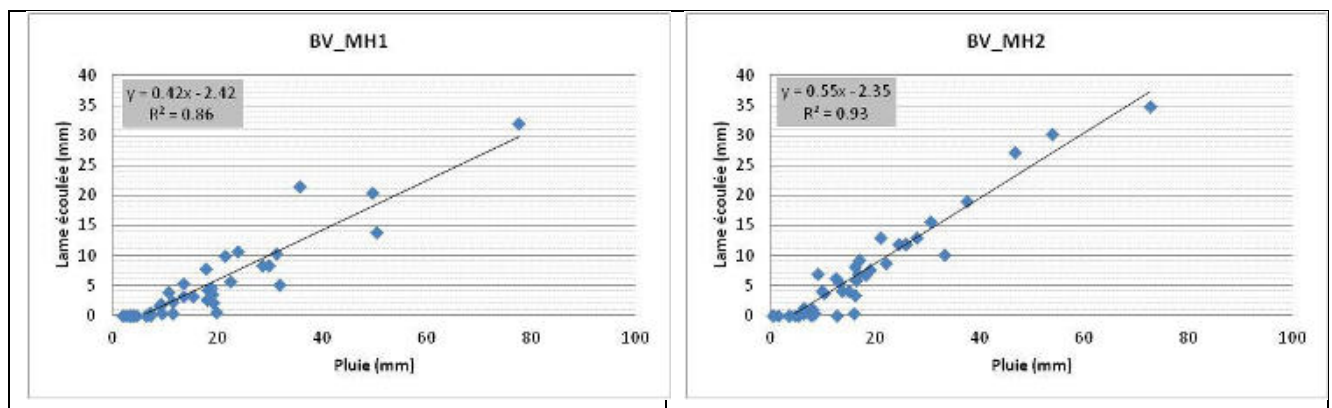 BV_MH1
y = 0.42x - 2.42
R² = 0.86
Lame écoulée (mm)
40
35
30
25
20
15
10
5
0
0 20 40 60 80 100
Pluie (mm]
BV_MH2
y = 0.55x - 2.35
R² = 0.93
Lame écoulée (mm)
40
35
30
25
20
15
10
5
0
0 20 40 60 80 100
Pluie (mm]